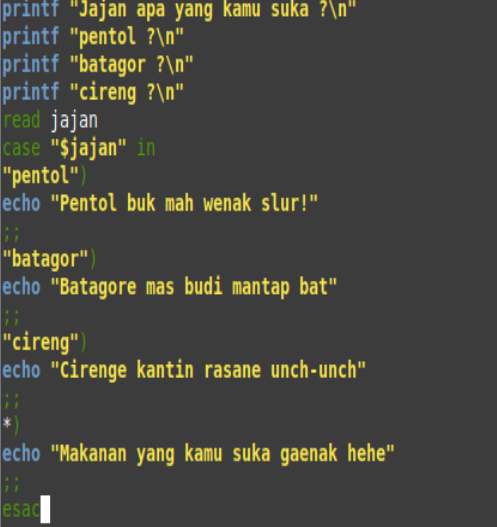 printf "Jajan apa yang kamu suka ?\n"
printf "pentol ?\n"
printf "batagor ?\n"
printf "cireng ?\n"
read jajan
case "$jajan" in
"pentol")
echo "Pentol buk mah wenak slur!"
;;
"batagor")
echo "Batagore mas budi mantap bat"
;;
"cireng")
echo "Cirenge kantin rasane unch-unch"
;;
*)
echo "Makanan yang kamu suka gaenak hehe"
;;
esac